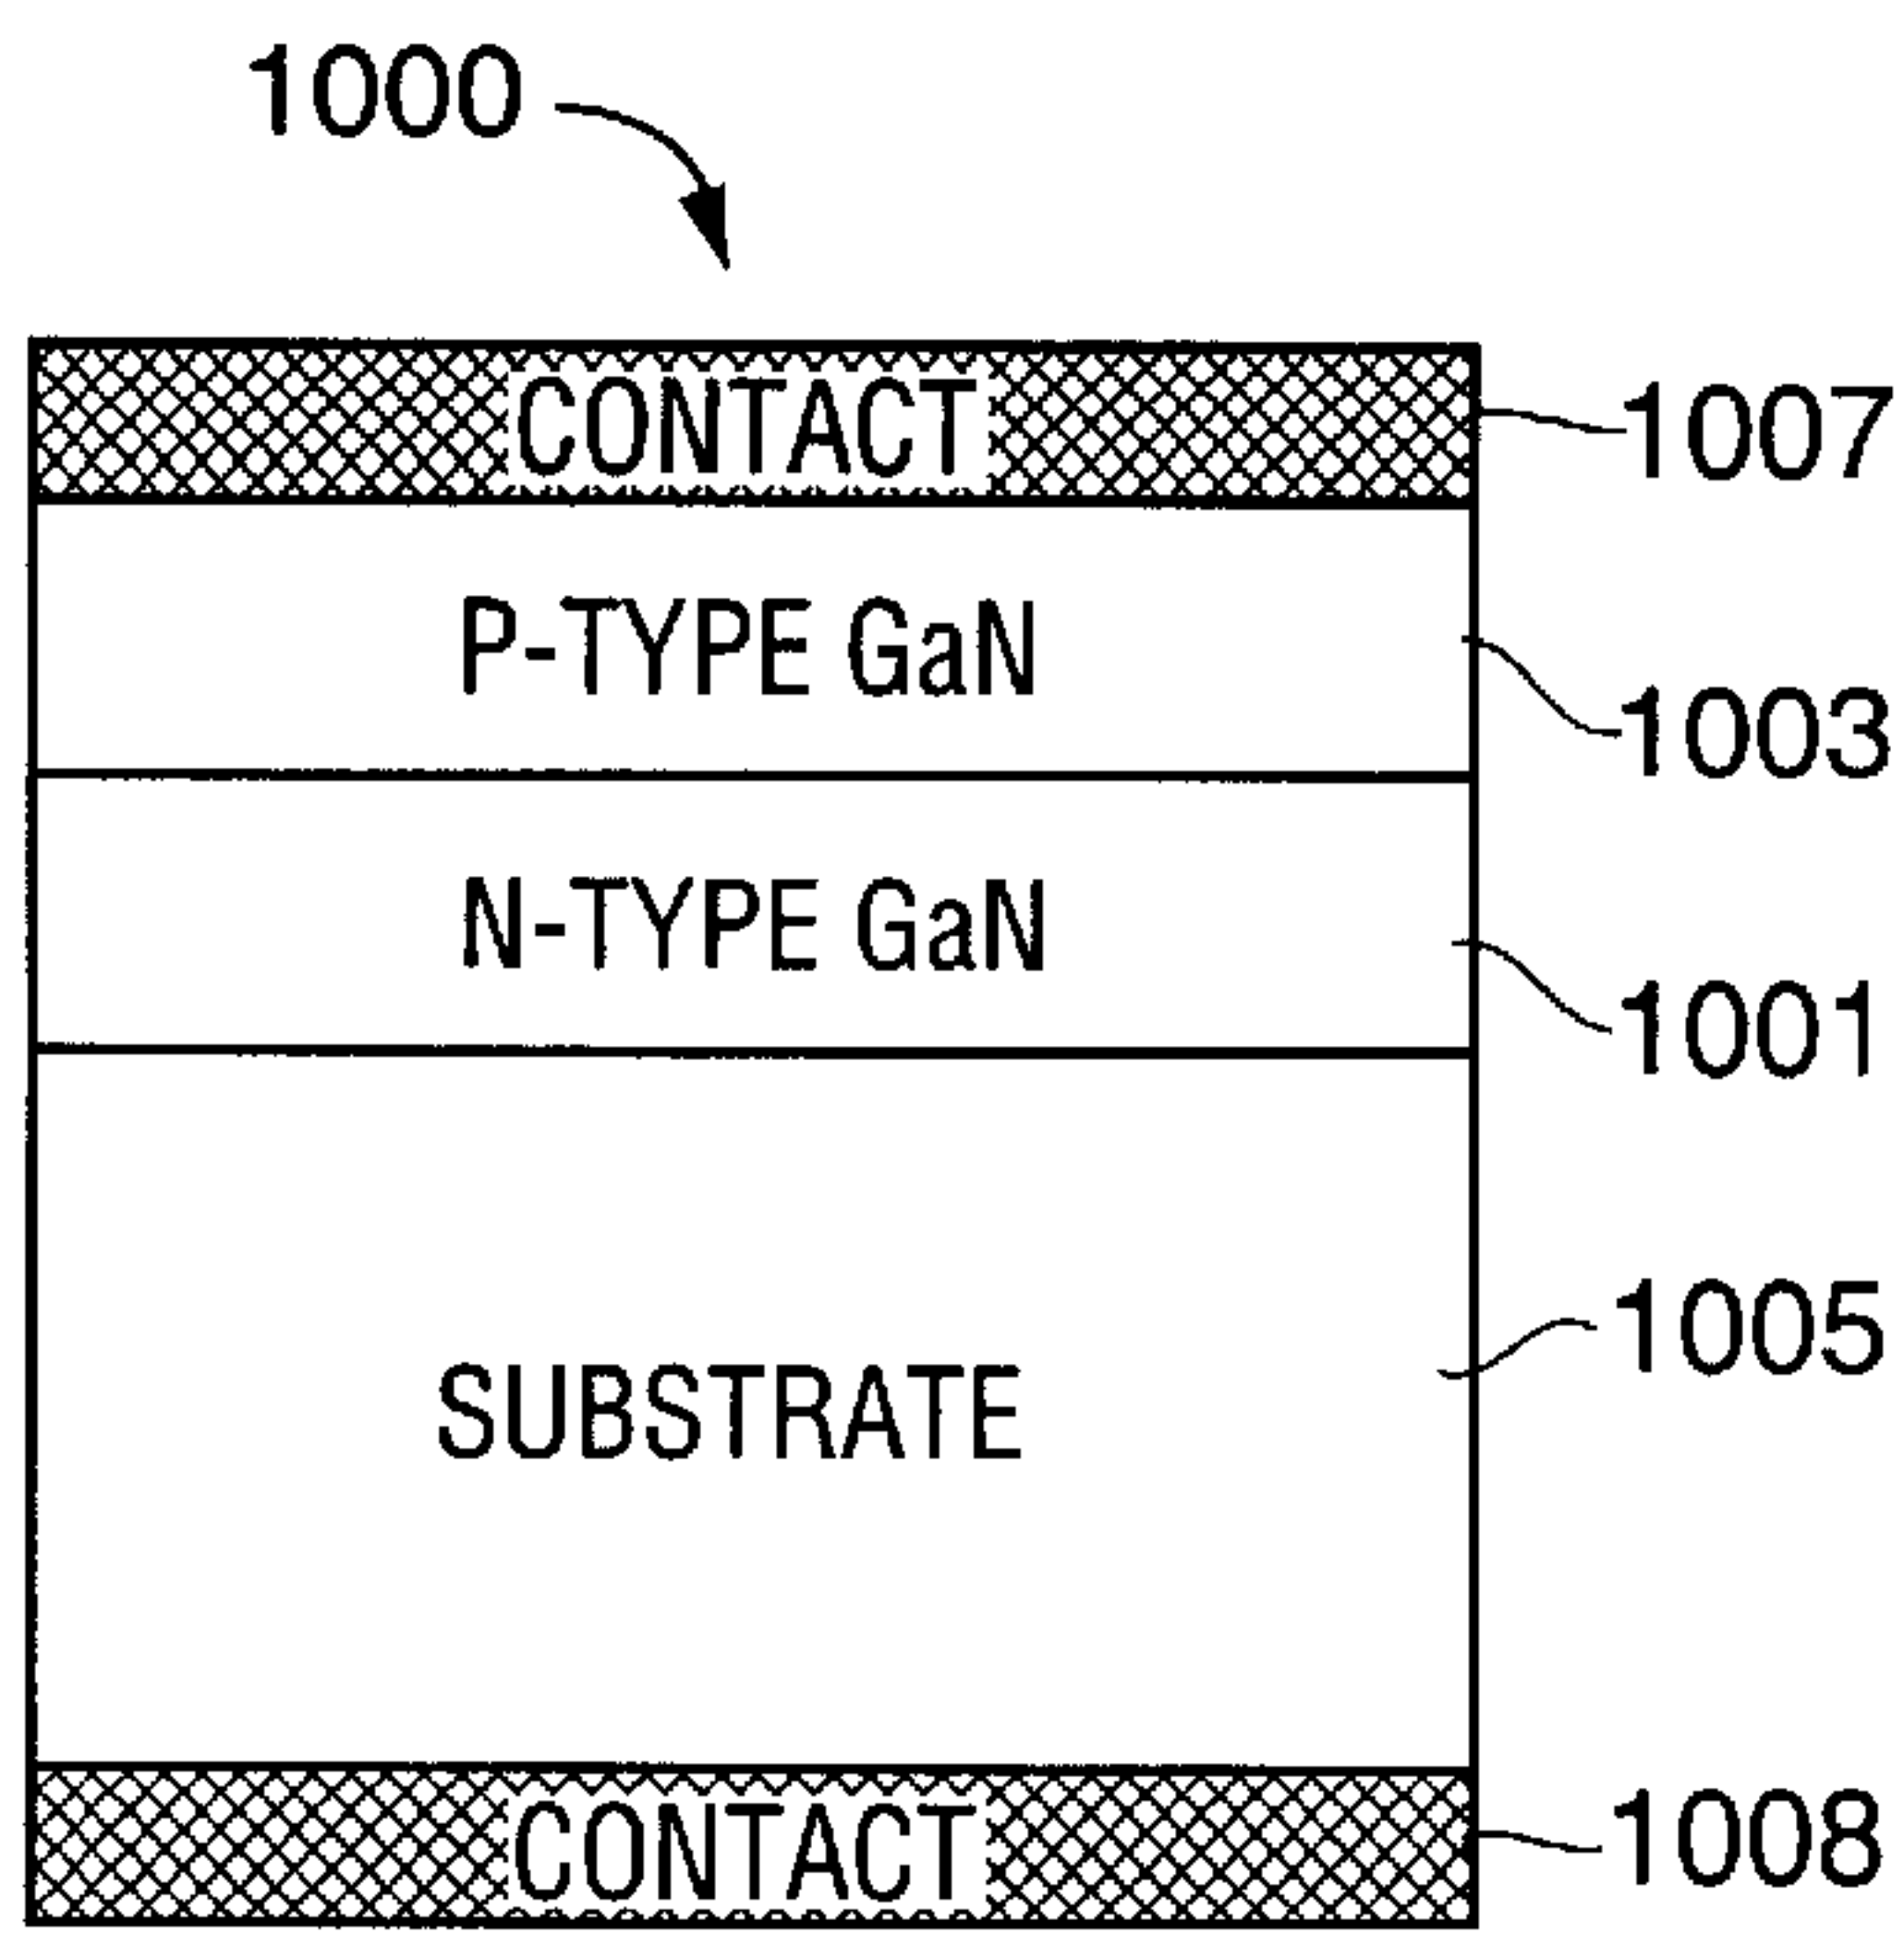 1000
CONTACT
1007
P-TYPE GaN
1003
N-TYPE GaN
1001
SUBSTRATE
1005
CONTACT
1008